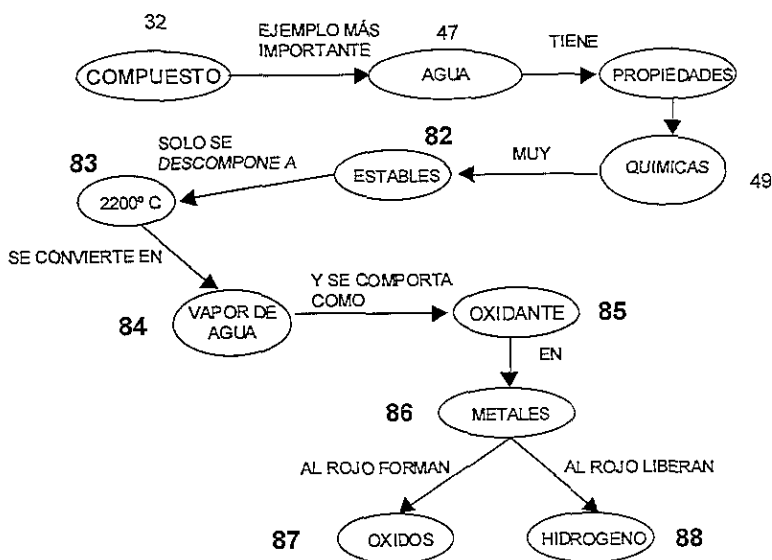 32
EJEMPLO MÁS
IMPORTANTE
47
TIENE
COMPUESTO
AGUA
PROPIEDADES
83
SOLO SE
DESCOMPONE A
82
MUY
ESTABLES
QUIMICAS
49
2200º C
SE CONVIERTE EN
84
VAPOR DE
AGUA
Y SE COMPORTA
COMO
OXIDANTE
85
EN
86
METALES
AL ROJO FORMAN
AL ROJO LIBERAN
87
OXIDOS
HIDROGENO
88